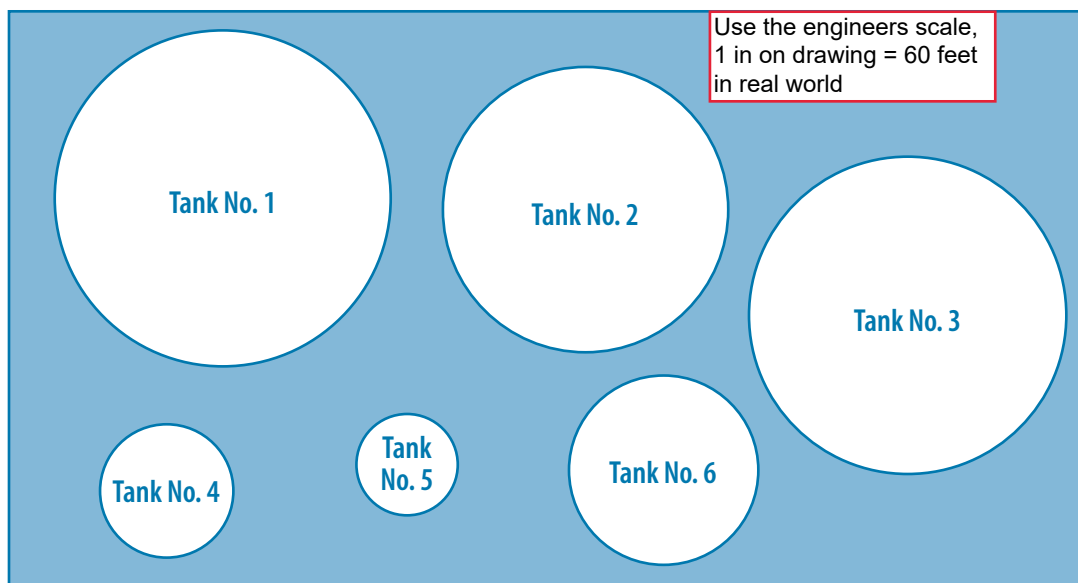 Use the engineers scale,
1 in on drawing = 60 feet
in real world
Tank No. 1
Tank No. 2
Tank No. 3
Tank No. 4
Tank
No. 5
Tank No. 6